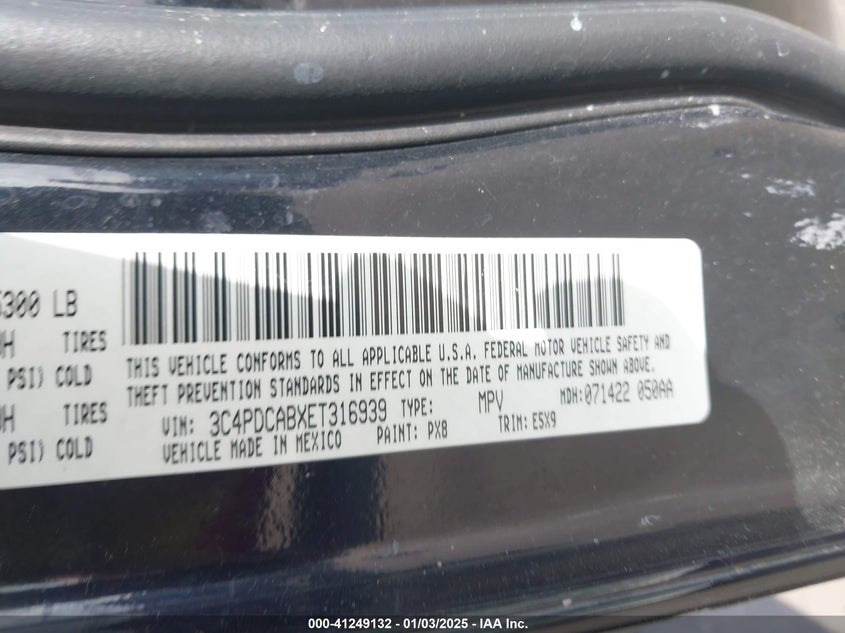 5300 LB
TIRES
PSI) COLD
TIRES
PSI) COLD
THIS VEHICLE CONFORMS TO ALL APPLICABLE U.S.A. FEDERAL MOTOR VEHICLE SAFETY AND
THEFT PREVENTION STANDARDS IN EFFECT ON THE DATE OF MANUFACTURE SHOWN ABOVE.
VIN: 3C4PDCABXET316939 TYPE: MPV MDH: 071422 050AA
VEHICLE MADE IN MEXICO PAINT: PX8 TRIM: E5X9
000-41249132 - 01/03/2025 - IAA Inc.